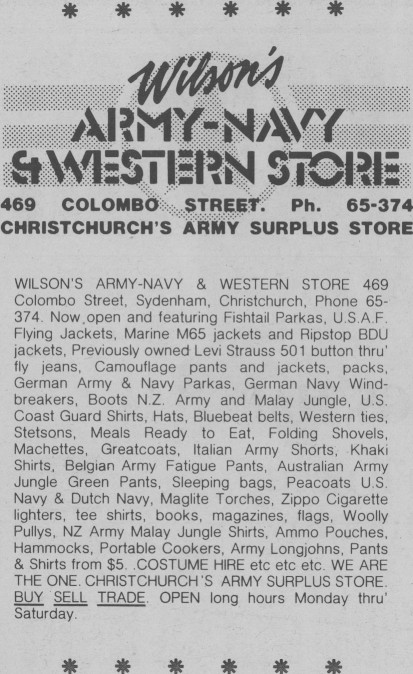 Wilson's
ARMY-NAVY
& WESTERN STORE
469 COLOMBO STREET. Ph. 65-374
CHRISTCHURCH'S ARMY SURPLUS STORE
WILSON'S ARMY-NAVY & WESTERN STORE 469
Colombo Street, Sydenham, Christchurch, Phone 65-
374. Now open and featuring Fishtail Parkas, U.S.A.F.
Flying Jackets, Marine M65 jackets and Ripstop BDU
jackets, Previously owned Levi Strauss 501 button thru'
fly jeans, Camouflage pants and jackets, packs,
German Army & Navy Parkas, German Navy Wind-
breakers, Boots N.Z. Army and Malay Jungle, U.S.
Coast Guard Shirts, Hats, Bluebeat belts, Western ties,
Stetsons, Meals Ready to Eat, Folding Shovels,
Machettes, Greatcoats, Italian Army Shorts, Khaki
Shirts, Belgian Army Fatigue Pants, Australian Army
Jungle Green Pants, Sleeping bags, Peacoats U.S.
Navy & Dutch Navy, Maglite Torches, Zippo Cigarette
lighters, tee shirts, books, magazines, flags, Woolly
Pullys, NZ Army Malay Jungle Shirts, Ammo Pouches,
Hammocks, Portable Cookers, Army Longjohns, Pants
& Shirts from $5. .COSTUME HIRE etc etc etc. WE ARE
THE ONE. CHRISTCHURCH'S ARMY SURPLUS STORE.
BUY SELL TRADE. OPEN long hours Monday thru'
Saturday.